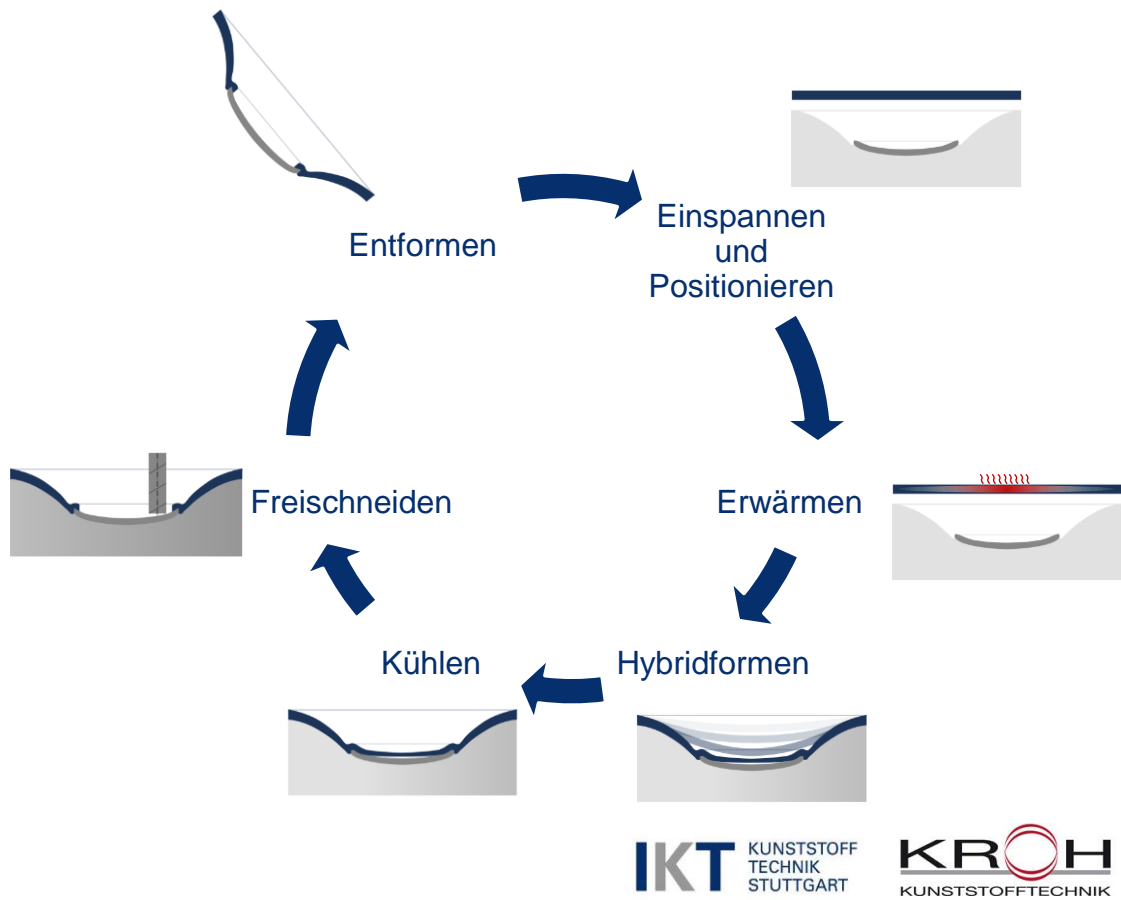 Entformen
Einspannen
und
Positionieren
Freischneiden
Erwärmen
Kühlen
Hybridformen
IKT KUNSTSTOFF
TECHNIK
STUTTGART
KROH
KUNSTSTOFFTECHNIK